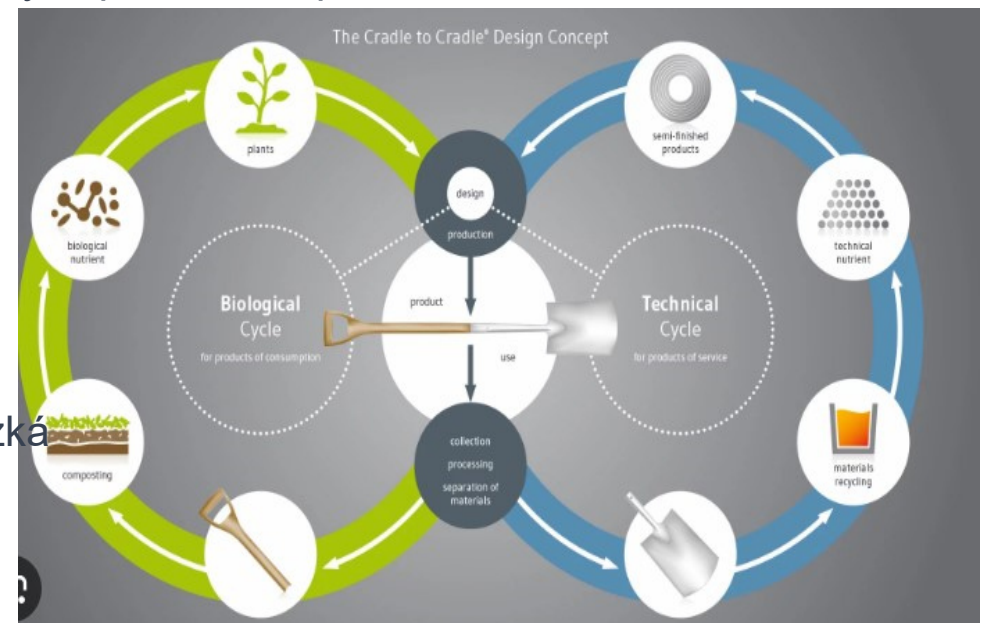 The Cradle to Cradle® Design Concept
plants
semi-finished
products
biological
nutrient
technical
nutrient
design
production
product
use
Biological
Cycle
for products of consumption
Technical
Cycle
for products of service
zká
composting
collection
processing
separation of
materials
materials
recycling